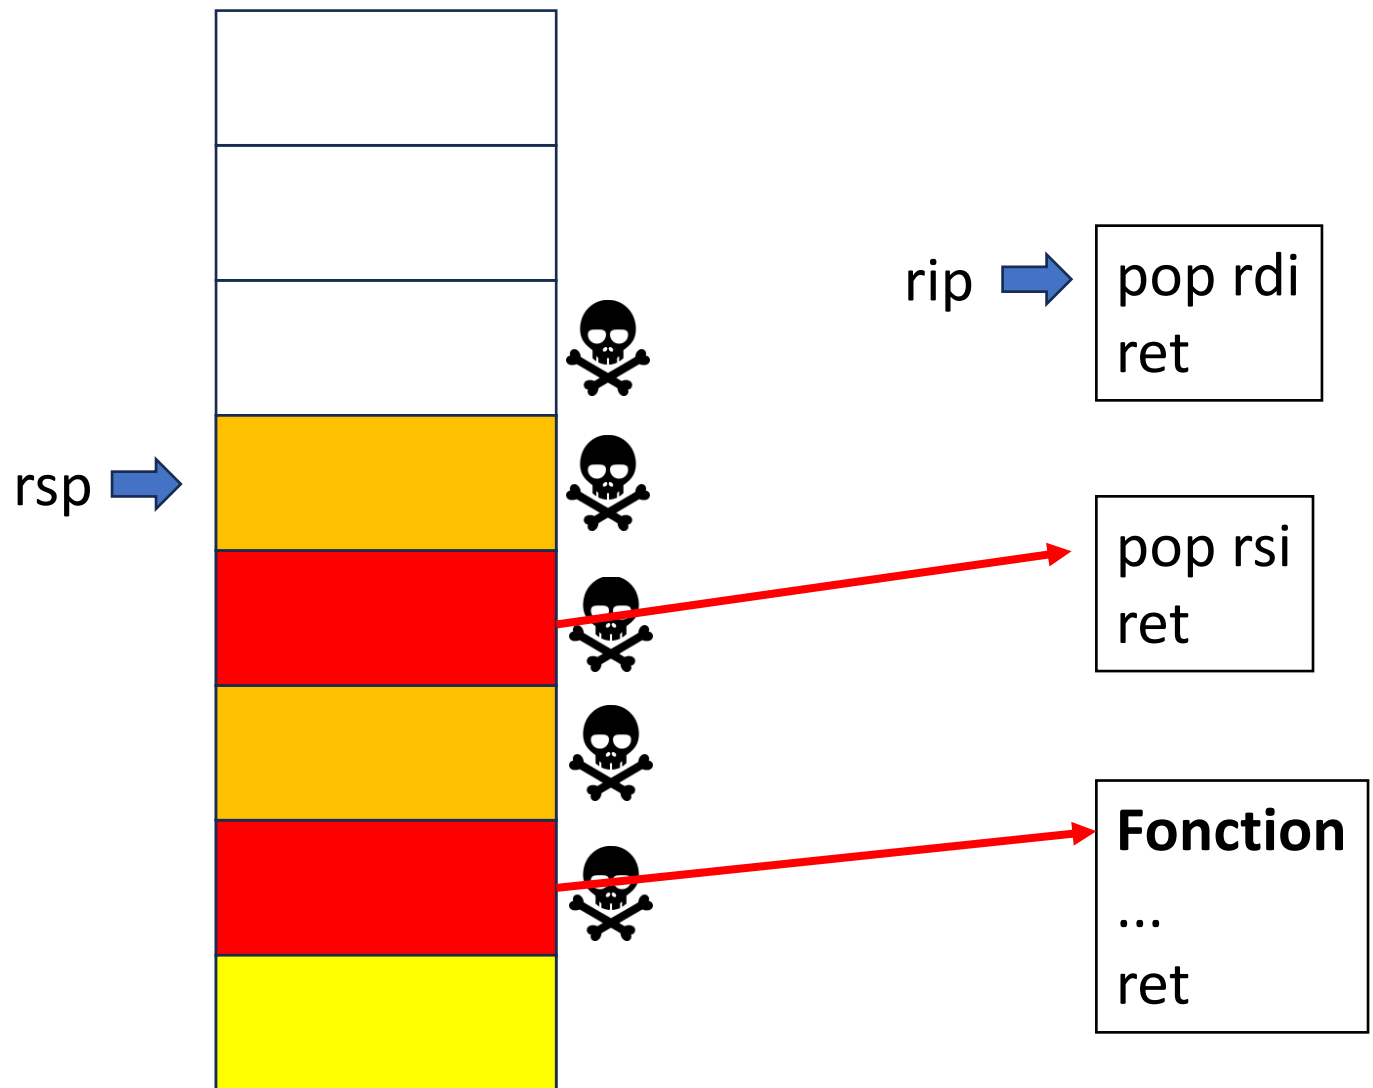 rip
pop rdi
ret
rsp
pop rsi
ret
Fonction
...
ret